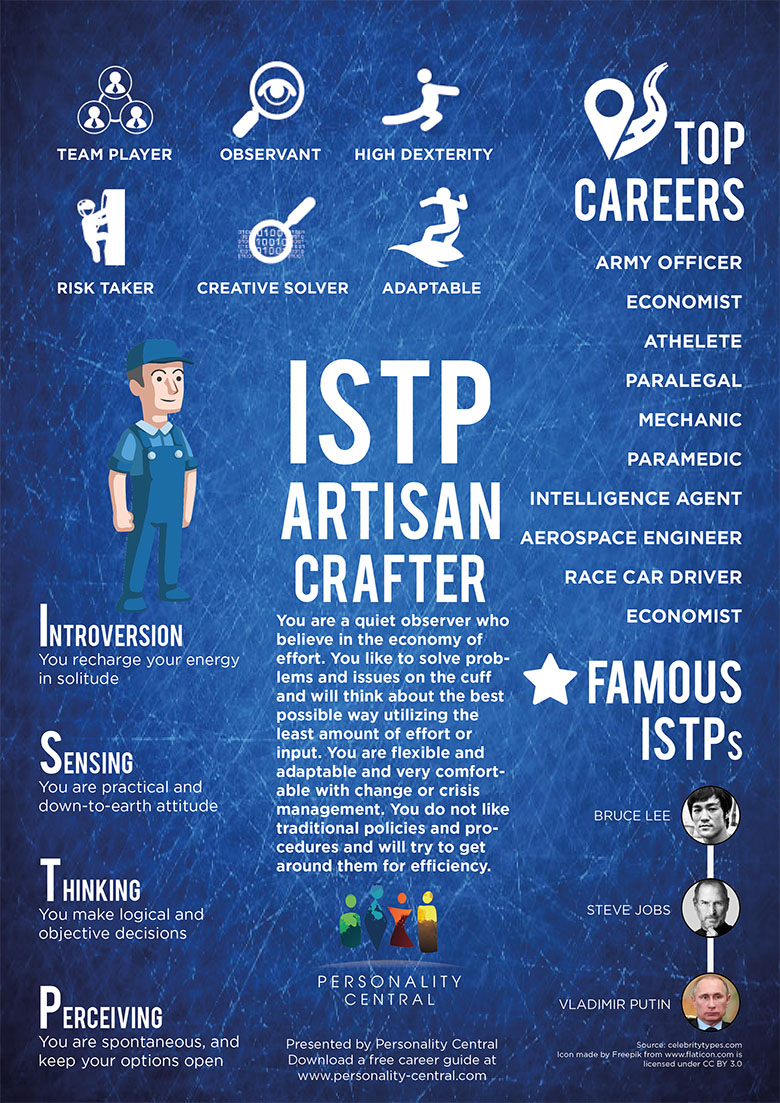 TEAM PLAYER
OBSERVANT
HIGH DEXTERITY
RISK TAKER
CREATIVE SOLVER
ADAPTABLE
TOP
CAREERS
ARMY OFFICER
ECONOMIST
ATHELETE
PARALEGAL
MECHANIC
PARAMEDIC
INTELLIGENCE AGENT
AEROSPACE ENGINEER
RACE CAR DRIVER
ECONOMIST
ISTP
ARTISAN
CRAFTER
You are a quiet observer who
believe in the economy of
effort. You like to solve prob-
lems and issues on the cuff
and will think about the best
possible way utilizing the
least amount of effort or
input. You are flexible and
adaptable and very comfort-
able with change or crisis
management. You do not like
traditional policies and pro-
cedures and will try to get
around them for efficiency.
INTROVERSION
You recharge your energy
in solitude
SENSING
You are practical and
down-to-earth attitude
THINKING
You make logical and
objective decisions
PERCEIVING
You are spontaneous, and
keep your options open
FAMOUS
ISTPs
BRUCE LEE
STEVE JOBS
VLADIMIR PUTIN
PERSONALITY
CENTRAL
Presented by Personality Central
Download a free career guide at
www.personality-central.com
Source: celebritytypes.com
Icon made by Freepik from www.flaticon.com is
licensed under CC BY 3.0